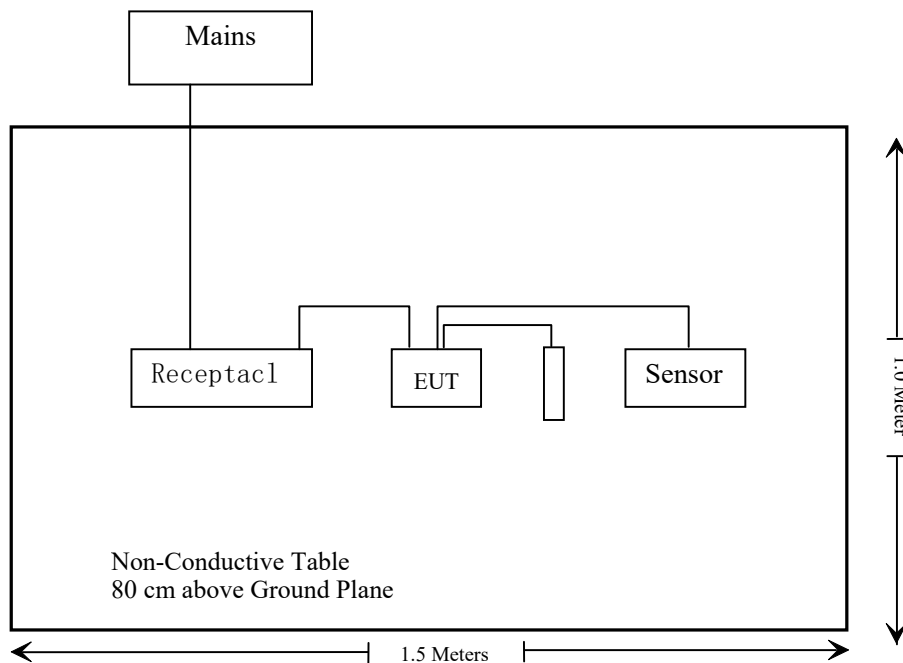 Mains
Receptacl
EUT
Sensor
1.0 Meter
Non-Conductive Table
80 cm above Ground Plane
1.5 Meters